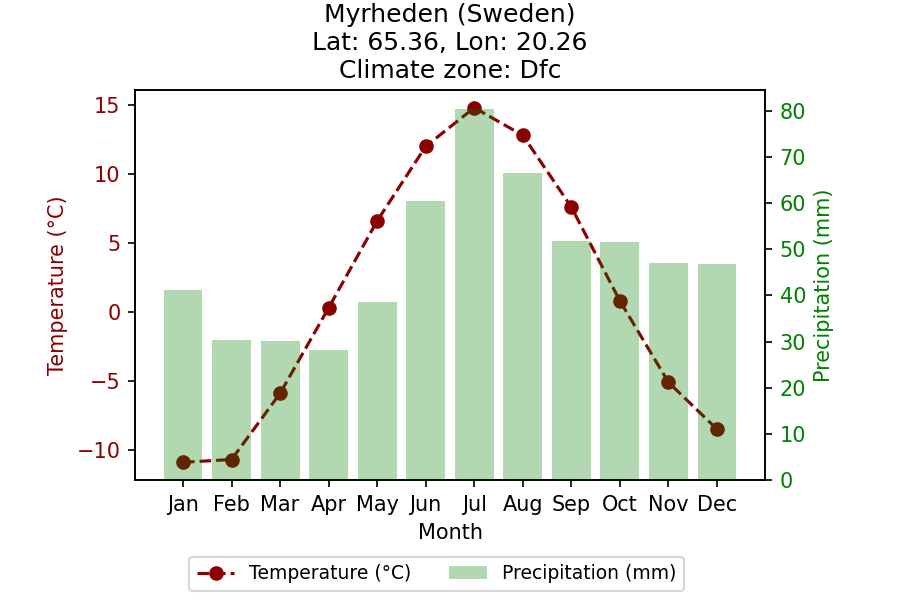 Myrheden (Sweden)
Lat: 65.36, Lon: 20.26
Climate zone: Dfc
Temperature (°C)
15
10
5
0
−5
−10
Precipitation (mm)
80
70
60
50
40
30
20
10
0
Jan Feb Mar Apr May Jun Jul Aug Sep Oct Nov Dec
Month
Temperature (°C) Precipitation (mm)